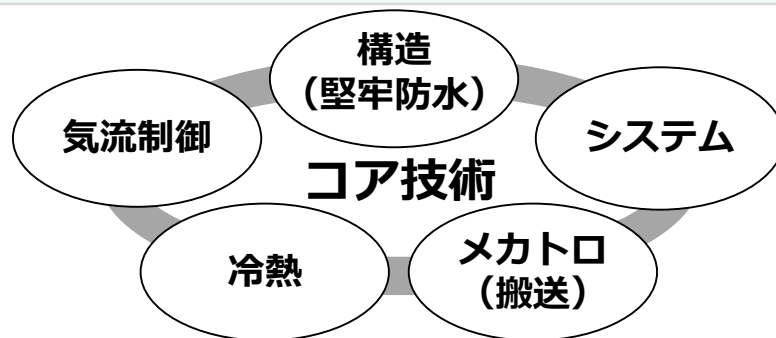 構造
（堅牢防水）
気流制御
システム
コア技術
冷熱
メカトロ
（搬送）